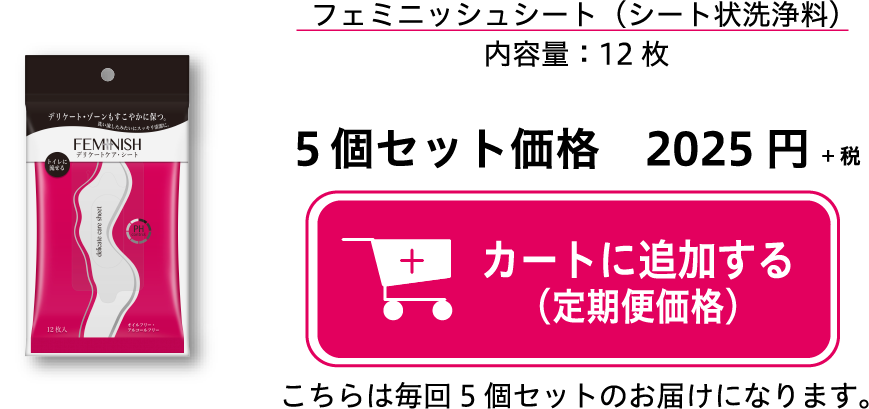 フェミニッシュシート（シート状洗浄料）
内容量：12 枚
5 個セット価格　2025 円 + 税
カートに追加する
（定期便価格）
こちらは毎回 5 個セットのお届けになります。
デリケート・ゾーンもすこやかに保つ。
FEMINISH
デリケートケア・シート
トイレに
流せる
delicate care sheet
PH
12 枚入
オイルフリー・
アルコールフリー